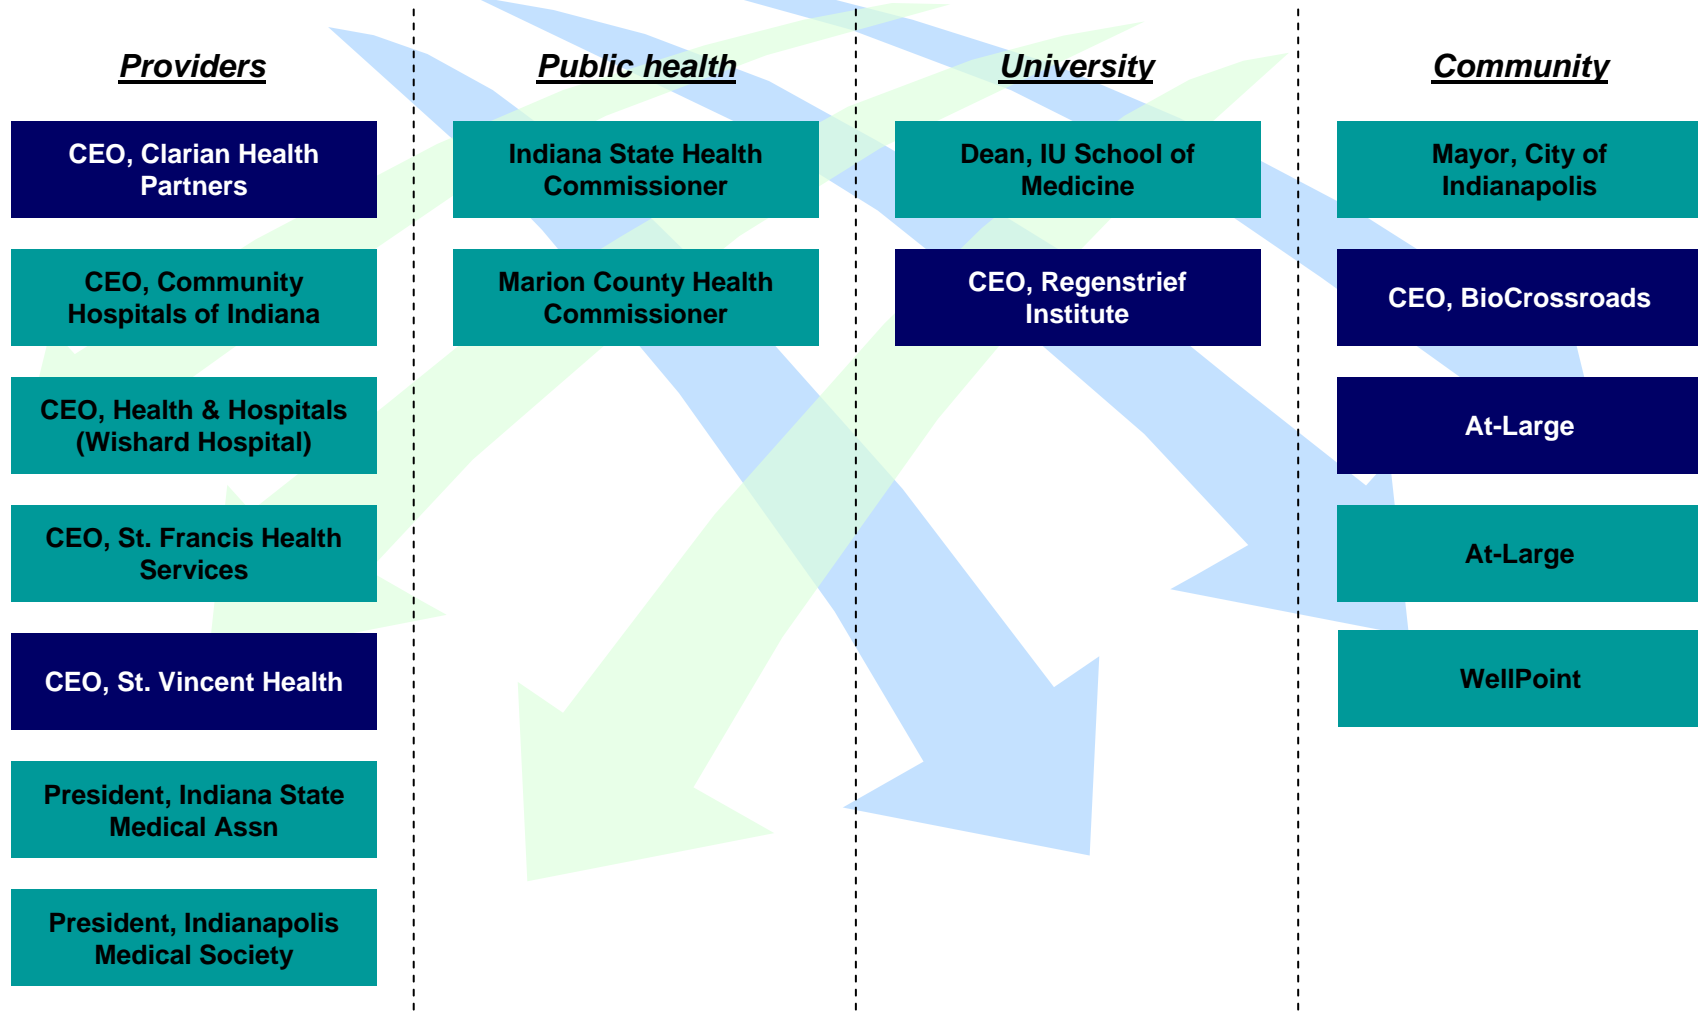 Providers
CEO, Clarian Health
Partners
CEO, Community
Hospitals of Indiana
CEO, Health & Hospitals
(Wishard Hospital)
CEO, St. Francis Health
Services
CEO, St. Vincent Health
President, Indiana State
Medical Assn
President, Indianapolis
Medical Society
Public health
Indiana State Health
Commissioner
Marion County Health
Commissioner
University
Dean, IU School of
Medicine
CEO, Regenstrief
Institute
Community
Mayor, City of
Indianapolis
CEO, BioCrossroads
At-Large
At-Large
WellPoint